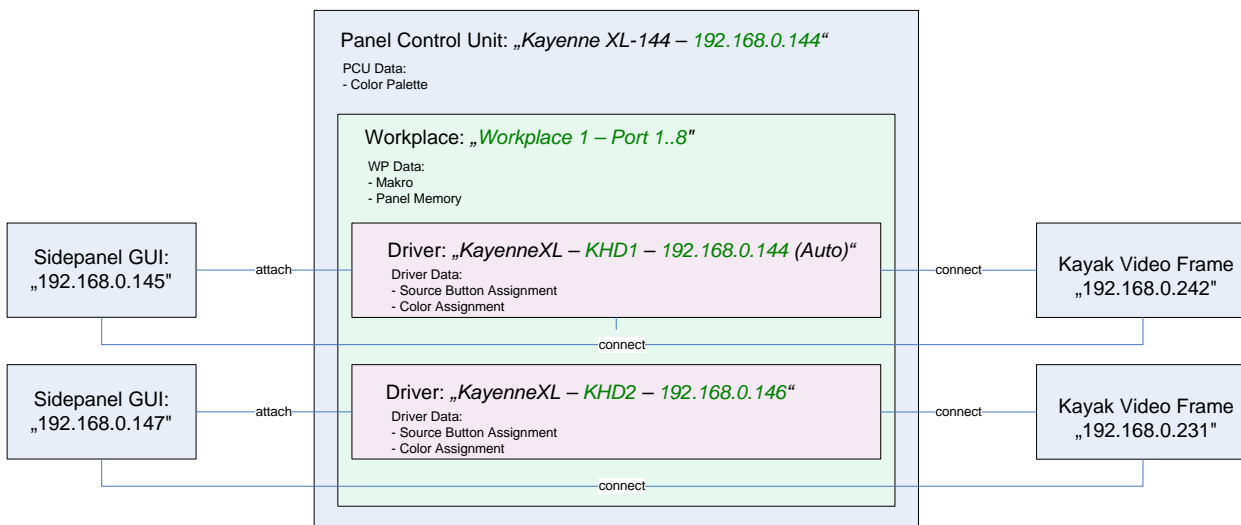 Panel Control Unit: „Kayenne XL-144 – 192.168.0.144“
PCU Data:
- Color Palette
Workplace: „Workplace 1 – Port 1..8"
WP Data:
- Makro
- Panel Memory
Sidepanel GUI:
„192.168.0.145"
attach
Driver: „KayenneXL – KHD1 – 192.168.0.144 (Auto)“
Driver Data:
- Source Button Assignment
- Color Assignment
connect
Kayak Video Frame
„192.168.0.242"
connect
Sidepanel GUI:
„192.168.0.147"
attach
Driver: „KayenneXL – KHD2 – 192.168.0.146“
Driver Data:
- Source Button Assignment
- Color Assignment
connect
Kayak Video Frame
„192.168.0.231"
connect